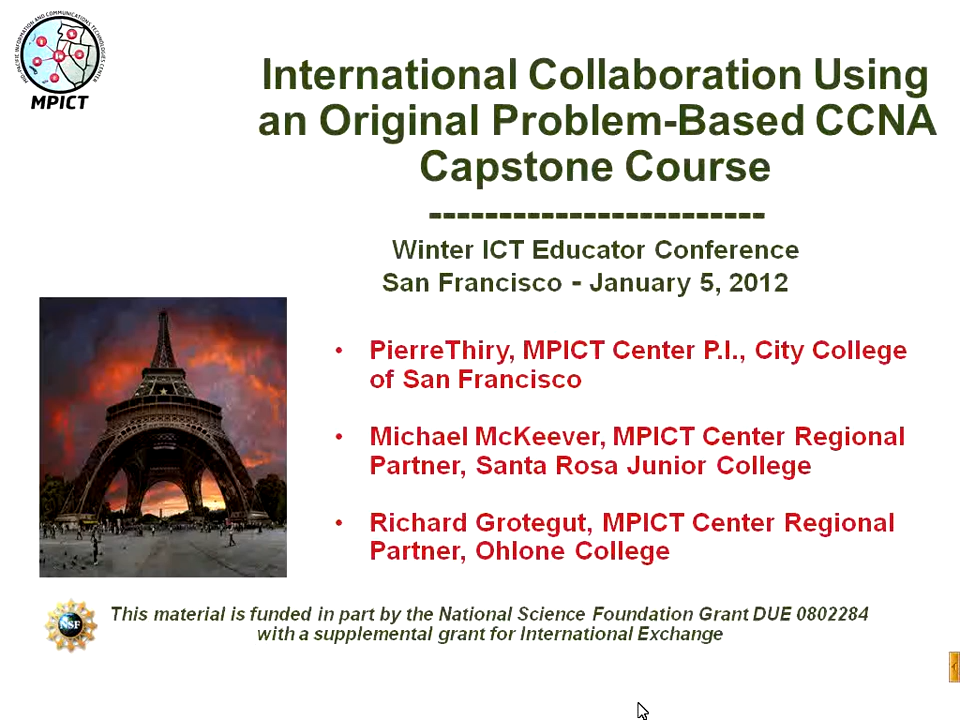 MPICT
International Collaboration Using
an Original Problem-Based CCNA
Capstone Course
------------------------
Winter ICT Educator Conference
San Francisco - January 5, 2012
• PierreThiry, MPICT Center P.I., City College
of San Francisco
• Michael McKeever, MPICT Center Regional
Partner, Santa Rosa Junior College
• Richard Grotegut, MPICT Center Regional
Partner, Ohlone College
NSF
This material is funded in part by the National Science Foundation Grant DUE 0802284
with a supplemental grant for International Exchange